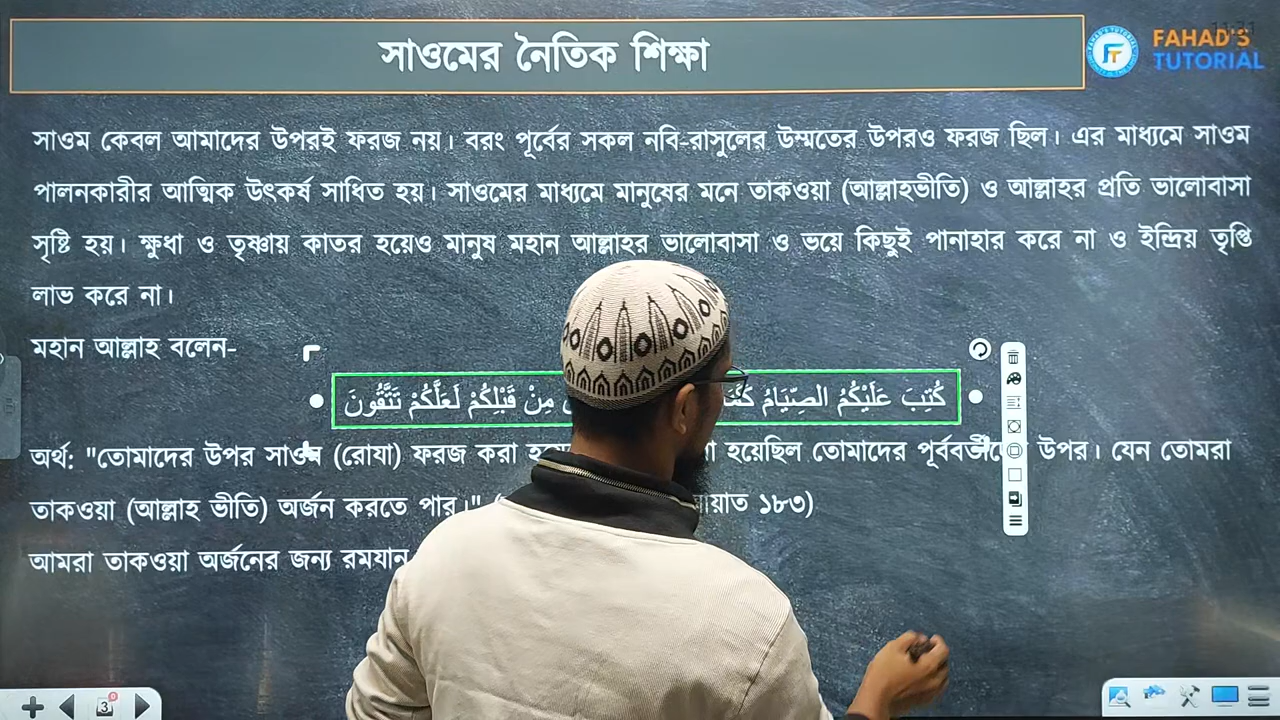 সাওমের নৈতিক শিক্ষা
FAHAD'S
TUTORIAL
সাওম কেবল আমাদের উপরই ফরজ নয়। বরং পূর্বের সকল নবি-রাসুলের উম্মতের উপরও ফরজ ছিল। এর মাধ্যমে সাওম
পালনকারীর আত্মিক উৎকর্ষ সাধিত হয়। সাওমের মাধ্যমে মানুষের মনে তাকওয়া (আল্লাহভীতি) ও আল্লাহর প্রতি ভালোবাসা
সৃষ্টি হয়। ক্ষুধা ও তৃষ্ণায় কাতর হয়েও মানুষ মহান আল্লাহর ভালোবাসা ও ভয়ে কিছুই পানাহার করে না ও ইন্দ্রিয় তৃপ্তি
লাভ করে না।
মহান আল্লাহ বলেন-
كُتِبَ عَلَيْكُمُ الصِّيَامُ مِنْ قَبْلِكُمْ لَعَلَّكُمْ تَتَّقُونَ
অর্থ: "তোমাদের উপর সাওম (রোযা) ফরজ করা হয়েছিল তোমাদের পূর্ববর্তীদের উপর। যেন তোমরা
তাকওয়া (আল্লাহ ভীতি) অর্জন করতে পার।" ১৮৩)
আমরা তাকওয়া অর্জনের জন্য রমযান
3